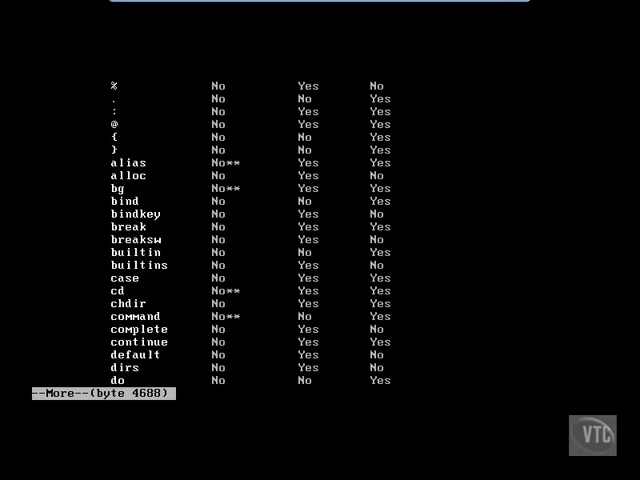 % No Yes No
. No No Yes
: No Yes Yes
@ No Yes Yes
{ No No Yes
} No No Yes
alias No** Yes Yes
alloc No Yes No
bg No** Yes Yes
bind No No Yes
bindkey No Yes No
break No Yes Yes
breaksw No Yes No
builtin No No Yes
builtins No Yes No
case No Yes Yes
cd No** Yes Yes
chdir No Yes Yes
command No** No Yes
complete No Yes No
continue No Yes Yes
default No Yes No
dirs No Yes No
do No No Yes
--More--(byte 4688)
VTC